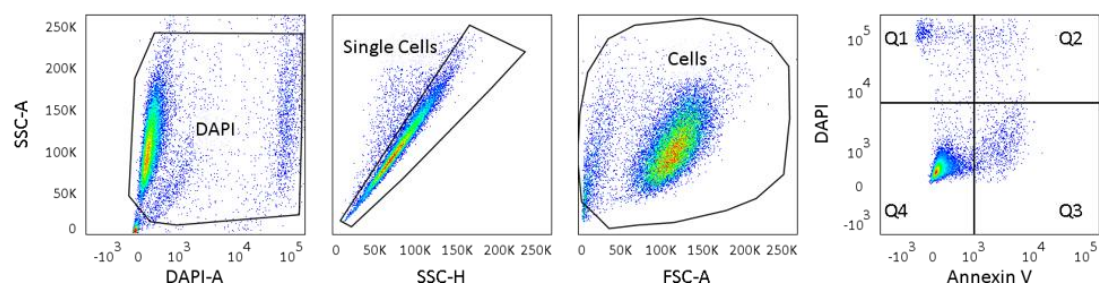 SSC-A
250K
200K
150K
100K
50K
0
DAPI
-10³ 0 10³ 10⁴ 10⁵
DAPI-A
Single Cells
0 50K 100K 150K 200K 250K
SSC-H
Cells
0 50K 100K 150K 200K 250K
FSC-A
DAPI
10⁵
10⁴
10³
0
-10³
Q1 Q2
Q4 Q3
-10³ 0 10³ 10⁴ 10⁵
Annexin V